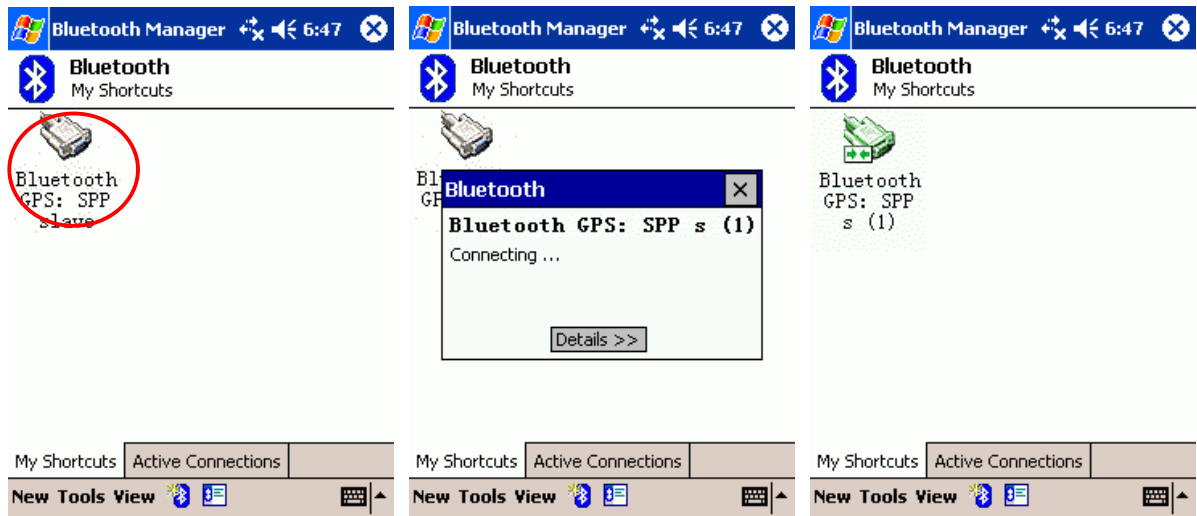 Bluetooth Manager 6:47
Bluetooth
My Shortcuts
Bluetooth
GPS: SPP
slave
My Shortcuts Active Connections
New Tools View
Bluetooth Manager 6:47
Bluetooth
My Shortcuts
Bl
GP
Bluetooth
Bluetooth GPS: SPP s (1)
Connecting ...
Details >>
My Shortcuts Active Connections
New Tools View
Bluetooth Manager 6:47
Bluetooth
My Shortcuts
Bluetooth
GPS: SPP
s (1)
My Shortcuts Active Connections
New Tools View